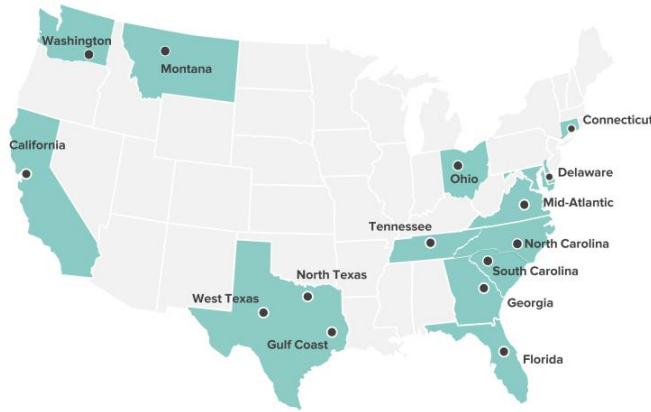 Washington
Montana
Connecticut
California
Ohio
Delaware
Mid-Atlantic
Tennessee
North Carolina
South Carolina
North Texas
West Texas
Georgia
Gulf Coast
Florida